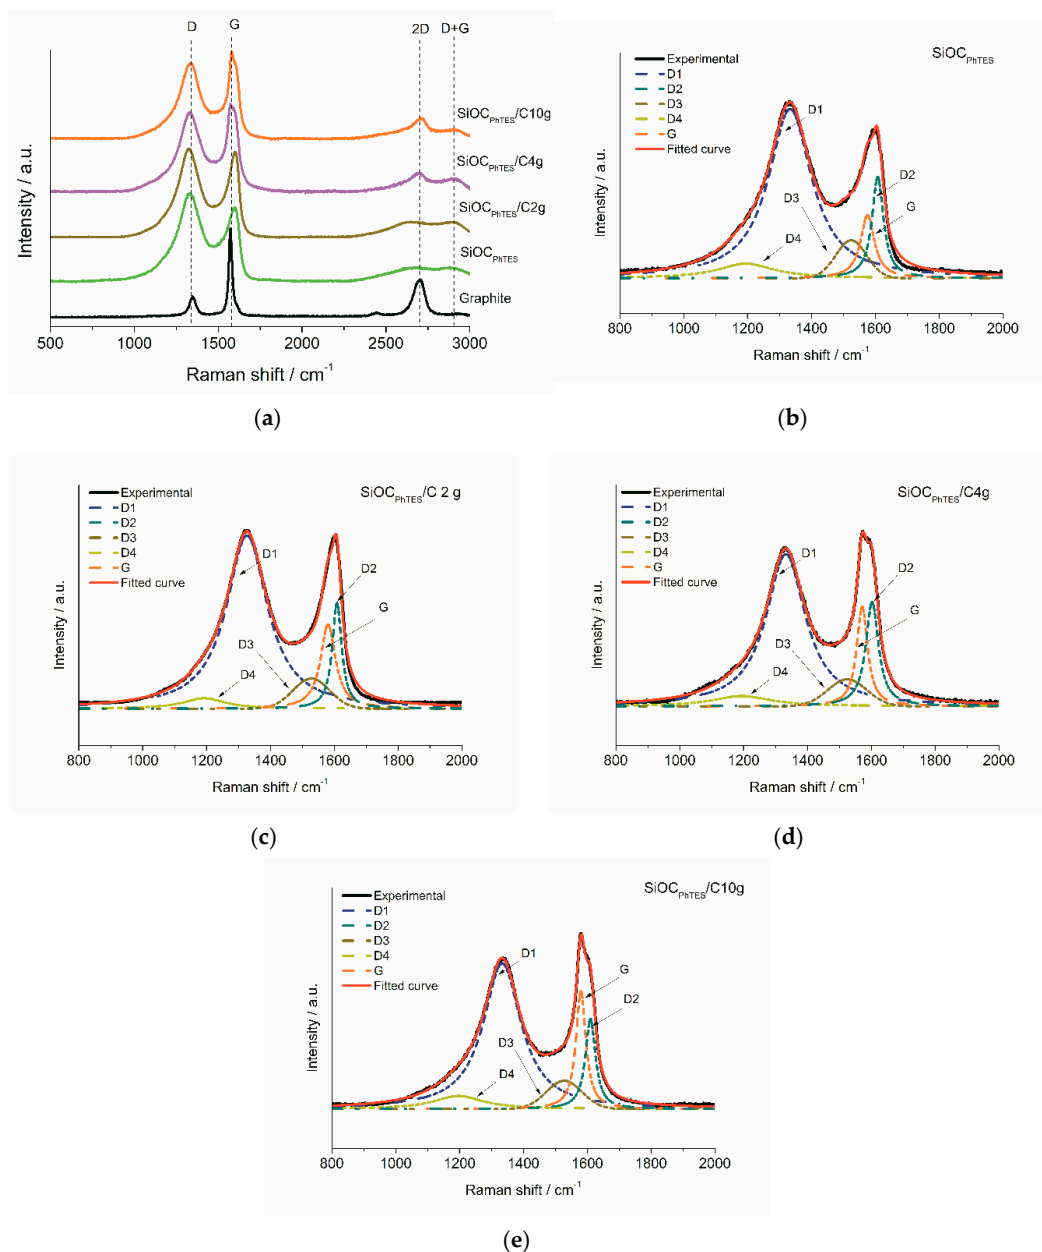 D G 2D D+G
SiOC_PhTES/C10g
SiOC_PhTES/C4g
SiOC_PhTES/C2g
SiOC_PhTES
Graphite
Intensity / a.u.
500 1000 1500 2000 2500 3000
Raman shift / cm⁻¹
(a)
SiOC_PhTES
Experimental
D1
D2
D3
D4
G
Fitted curve
D1
D2
D3
G
D4
Intensity / a.u.
800 1000 1200 1400 1600 1800 2000
Raman shift / cm⁻¹
(b)
SiOC_PhTES/C 2 g
Experimental
D1
D2
D3
D4
G
Fitted curve
D1
D2
G
D3
D4
Intensity / a.u.
800 1000 1200 1400 1600 1800 2000
Raman shift / cm⁻¹
(c)
SiOC_PhTES/C4g
Experimental
D1
D2
D3
D4
G
Fitted curve
D1
D2
G
D3
D4
Intensity / a.u.
800 1000 1200 1400 1600 1800 2000
Raman shift / cm⁻¹
(d)
SiOC_PhTES/C10g
Experimental
D1
D2
D3
D4
G
Fitted curve
D1
G
D2
D3
D4
Intensity / a.u.
800 1000 1200 1400 1600 1800 2000
Raman shift / cm⁻¹
(e)